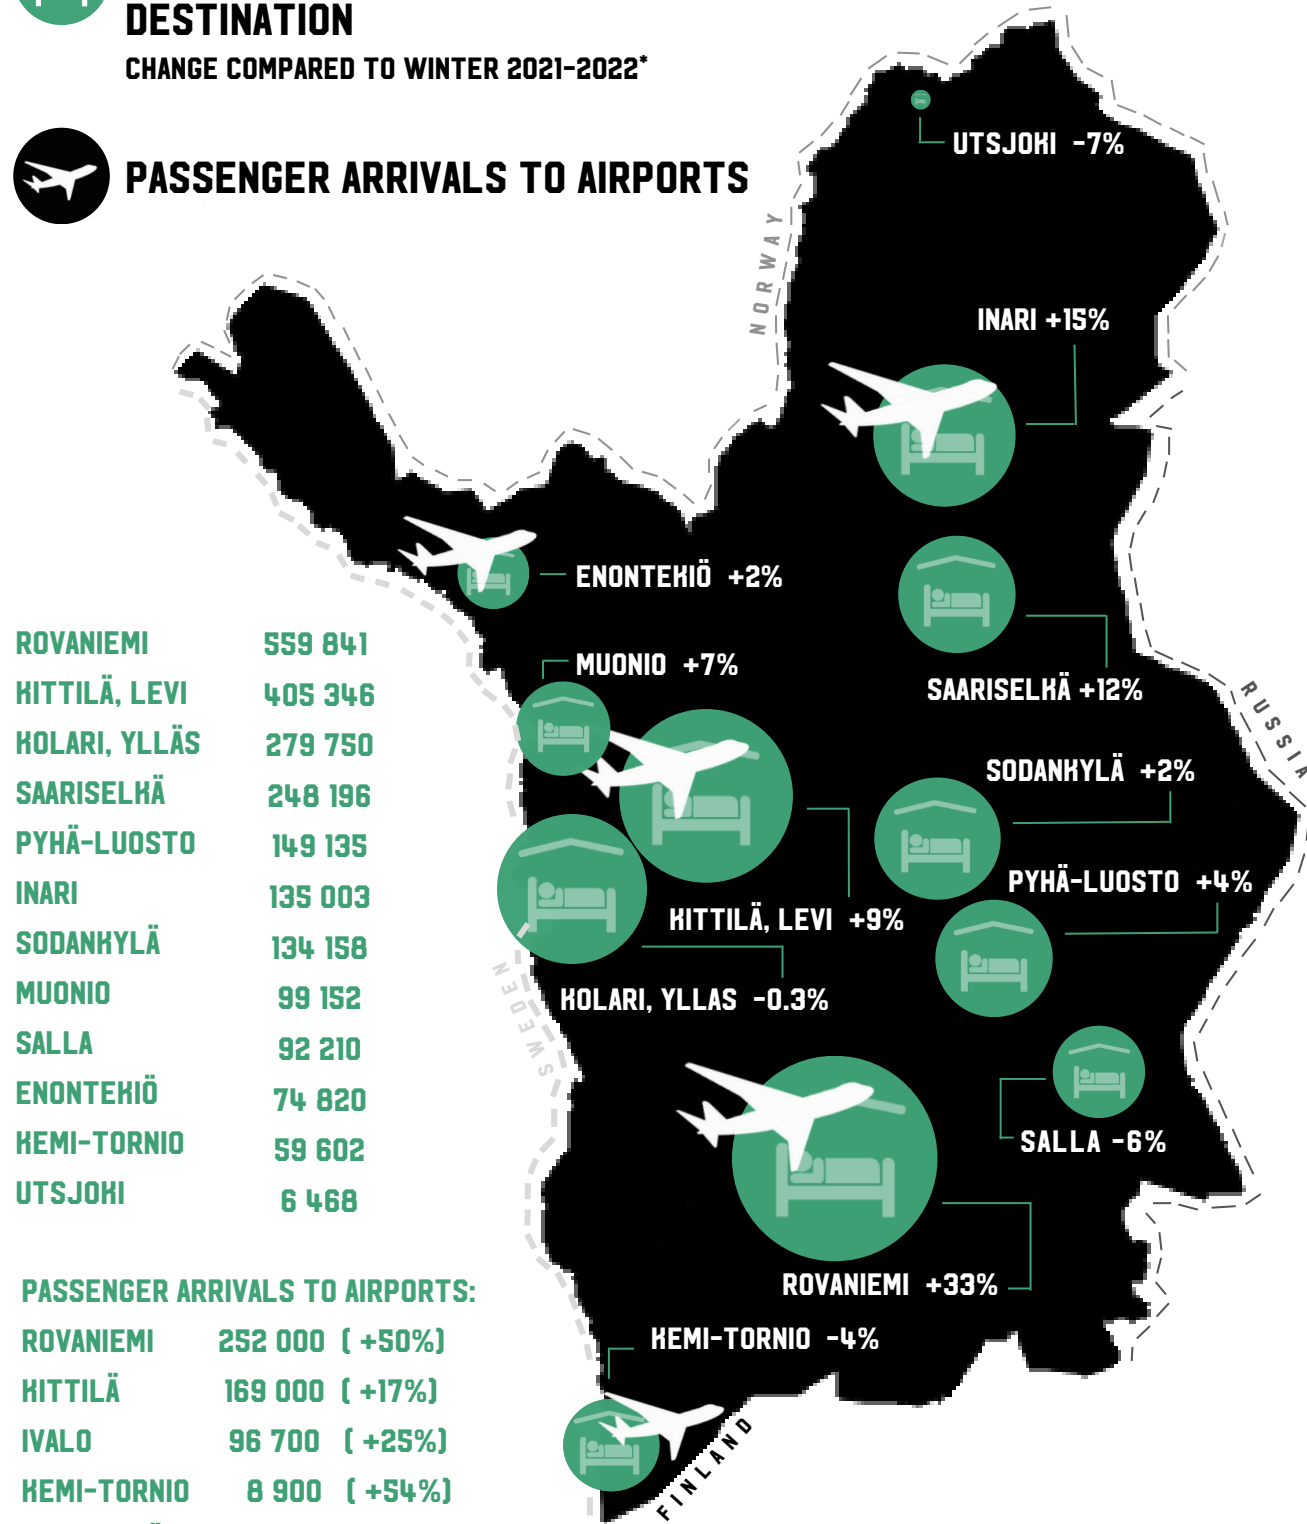 DESTINATION
CHANGE COMPARED TO WINTER 2021-2022*
PASSENGER ARRIVALS TO AIRPORTS
UTSJOKI -7%
NORWAY
INARI +15%
ENONTEKIÖ +2%
MUONIO +7%
SAARISELKÄ +12%
RUSSIA
SODANKYLÄ +2%
PYHÄ-LUOSTO +4%
KITTILÄ, LEVI +9%
KOLARI, YLLAS -0.3%
SWEDEN
SALLA -6%
ROVANIEMI +33%
KEMI-TORNIO -4%
FINLAND
ROVANIEMI 559 841
KITTILÄ, LEVI 405 346
KOLARI, YLLÄS 279 750
SAARISELKÄ 248 196
PYHÄ-LUOSTO 149 135
INARI 135 003
SODANKYLÄ 134 158
MUONIO 99 152
SALLA 92 210
ENONTEKIÖ 74 820
KEMI-TORNIO 59 602
UTSJOKI 6 468
PASSENGER ARRIVALS TO AIRPORTS:
ROVANIEMI 252 000 ( +50%)
KITTILÄ 169 000 ( +17%)
IVALO 96 700 ( +25%)
KEMI-TORNIO 8 900 ( +54%)